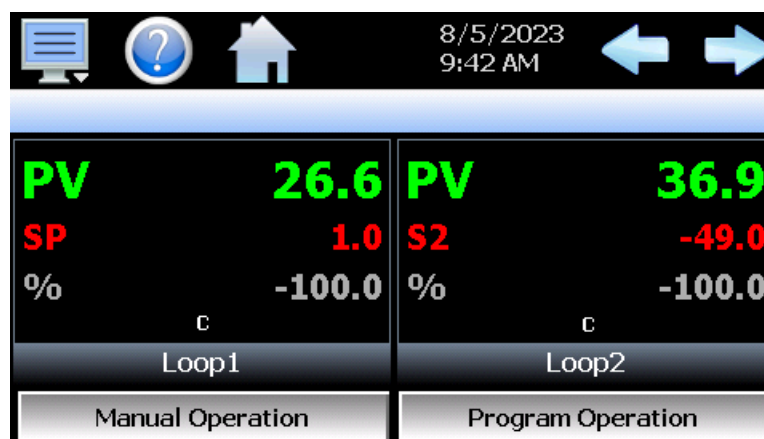 ?
8/5/2023
9:42 AM
PV 26.6
SP 1.0
% -100.0
C
Loop1
PV 36.9
S2 -49.0
% -100.0
C
Loop2
Manual Operation
Program Operation